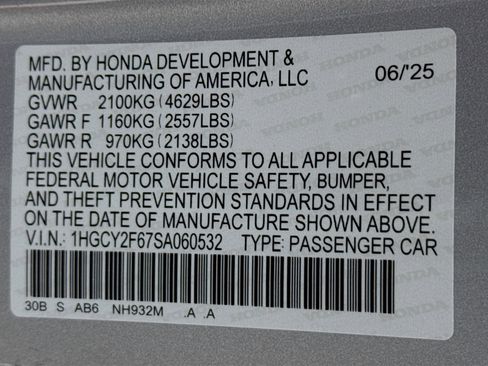 MFD. BY HONDA DEVELOPMENT &
MANUFACTURING OF AMERICA, LLC 06/'25
GVWR 2100KG (4629LBS)
GAWR F 1160KG (2557LBS)
GAWR R 970KG (2138LBS)
THIS VEHICLE CONFORMS TO ALL APPLICABLE
FEDERAL MOTOR VEHICLE SAFETY, BUMPER,
AND THEFT PREVENTION STANDARDS IN EFFECT
ON THE DATE OF MANUFACTURE SHOWN ABOVE.
V.I.N.: 1HGCY2F67SA060532 TYPE: PASSENGER CAR
30B S AB6 NH932M .A .A